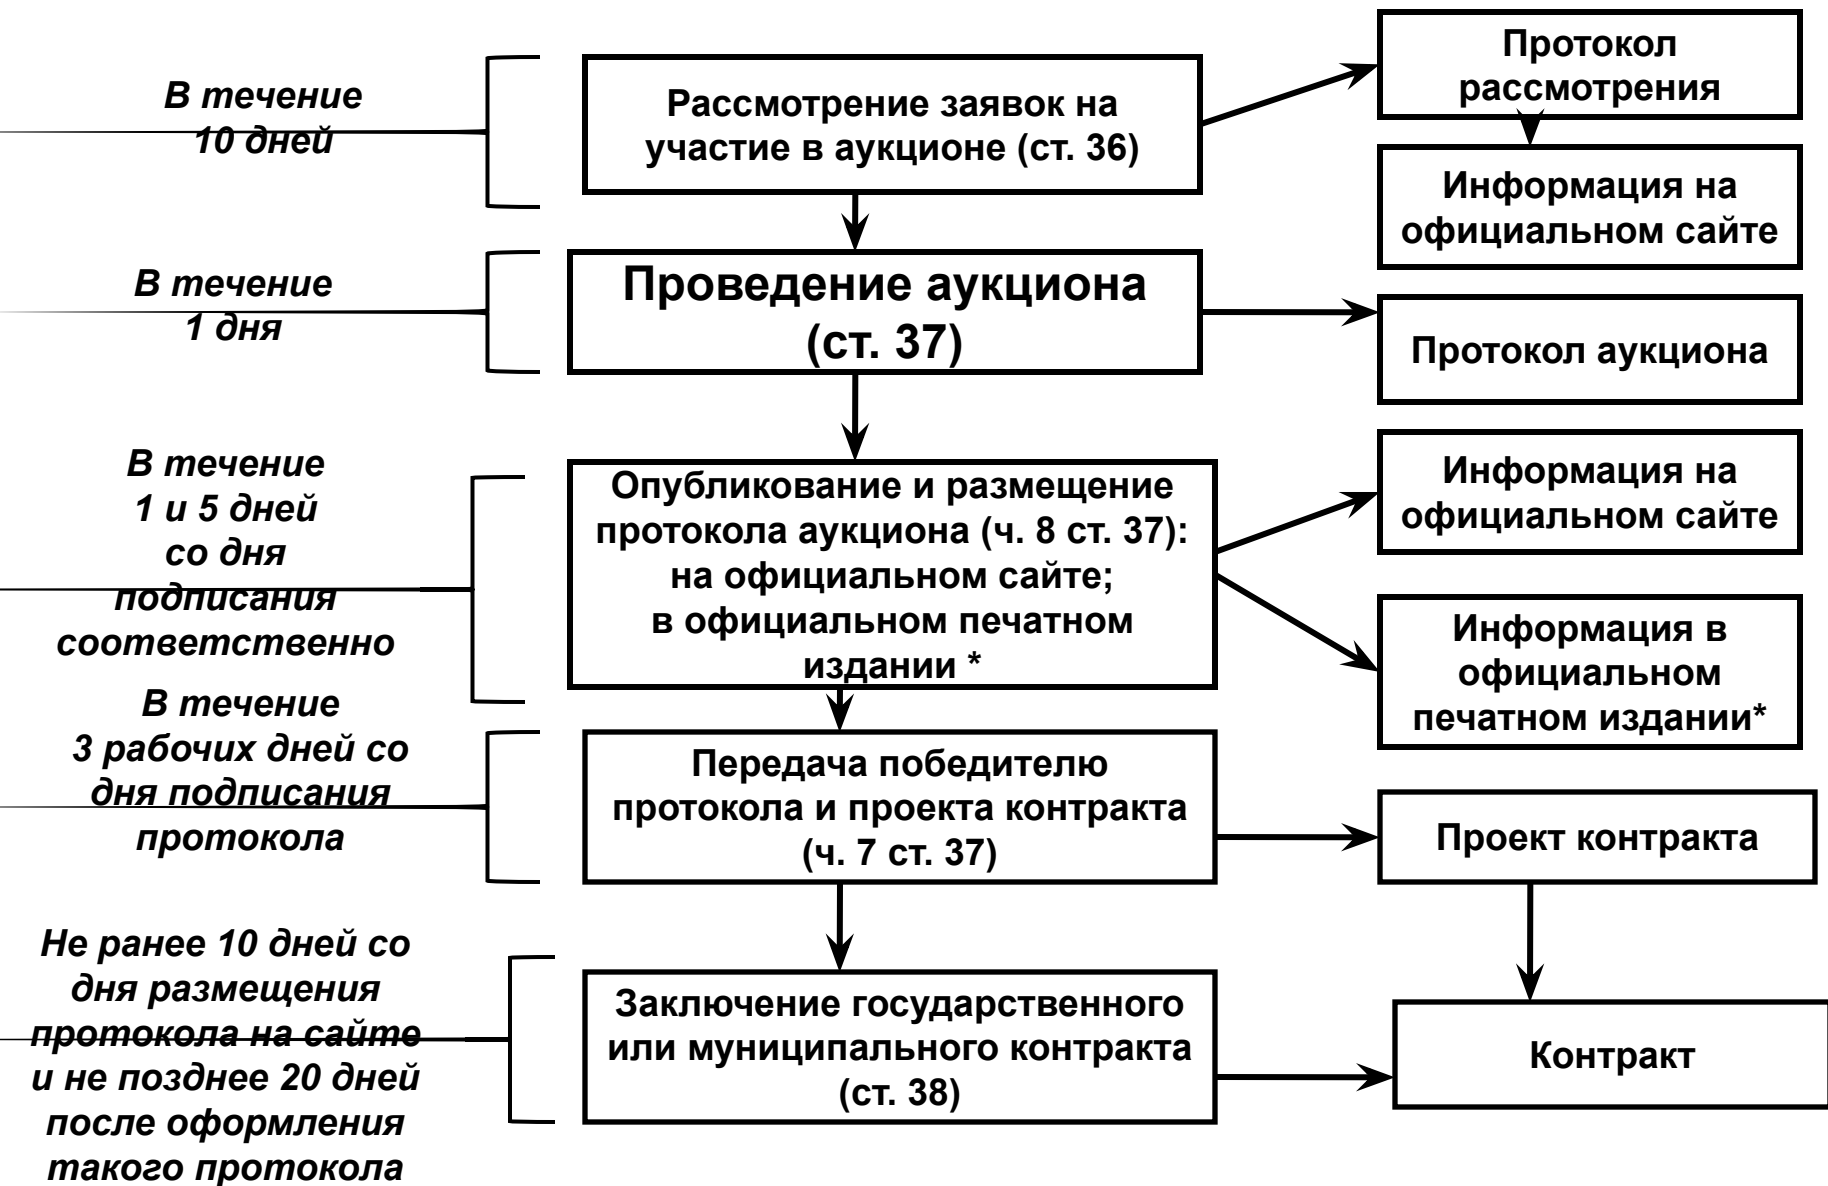 В течение
10 дней
Рассмотрение заявок на
участие в аукционе (ст. 36)
Протокол
рассмотрения
Информация на
официальном сайте
В течение
1 дня
Проведение аукциона
(ст. 37)
Протокол аукциона
В течение
1 и 5 дней
со дня
подписания
соответственно
Опубликование и размещение
протокола аукциона (ч. 8 ст. 37):
на официальном сайте;
в официальном печатном
издании *
Информация на
официальном сайте
Информация в
официальном
печатном издании*
В течение
3 рабочих дней со
дня подписания
протокола
Передача победителю
протокола и проекта контракта
(ч. 7 ст. 37)
Проект контракта
Не ранее 10 дней со
дня размещения
протокола на сайте
и не позднее 20 дней
после оформления
такого протокола
Заключение государственного
или муниципального контракта
(ст. 38)
Контракт